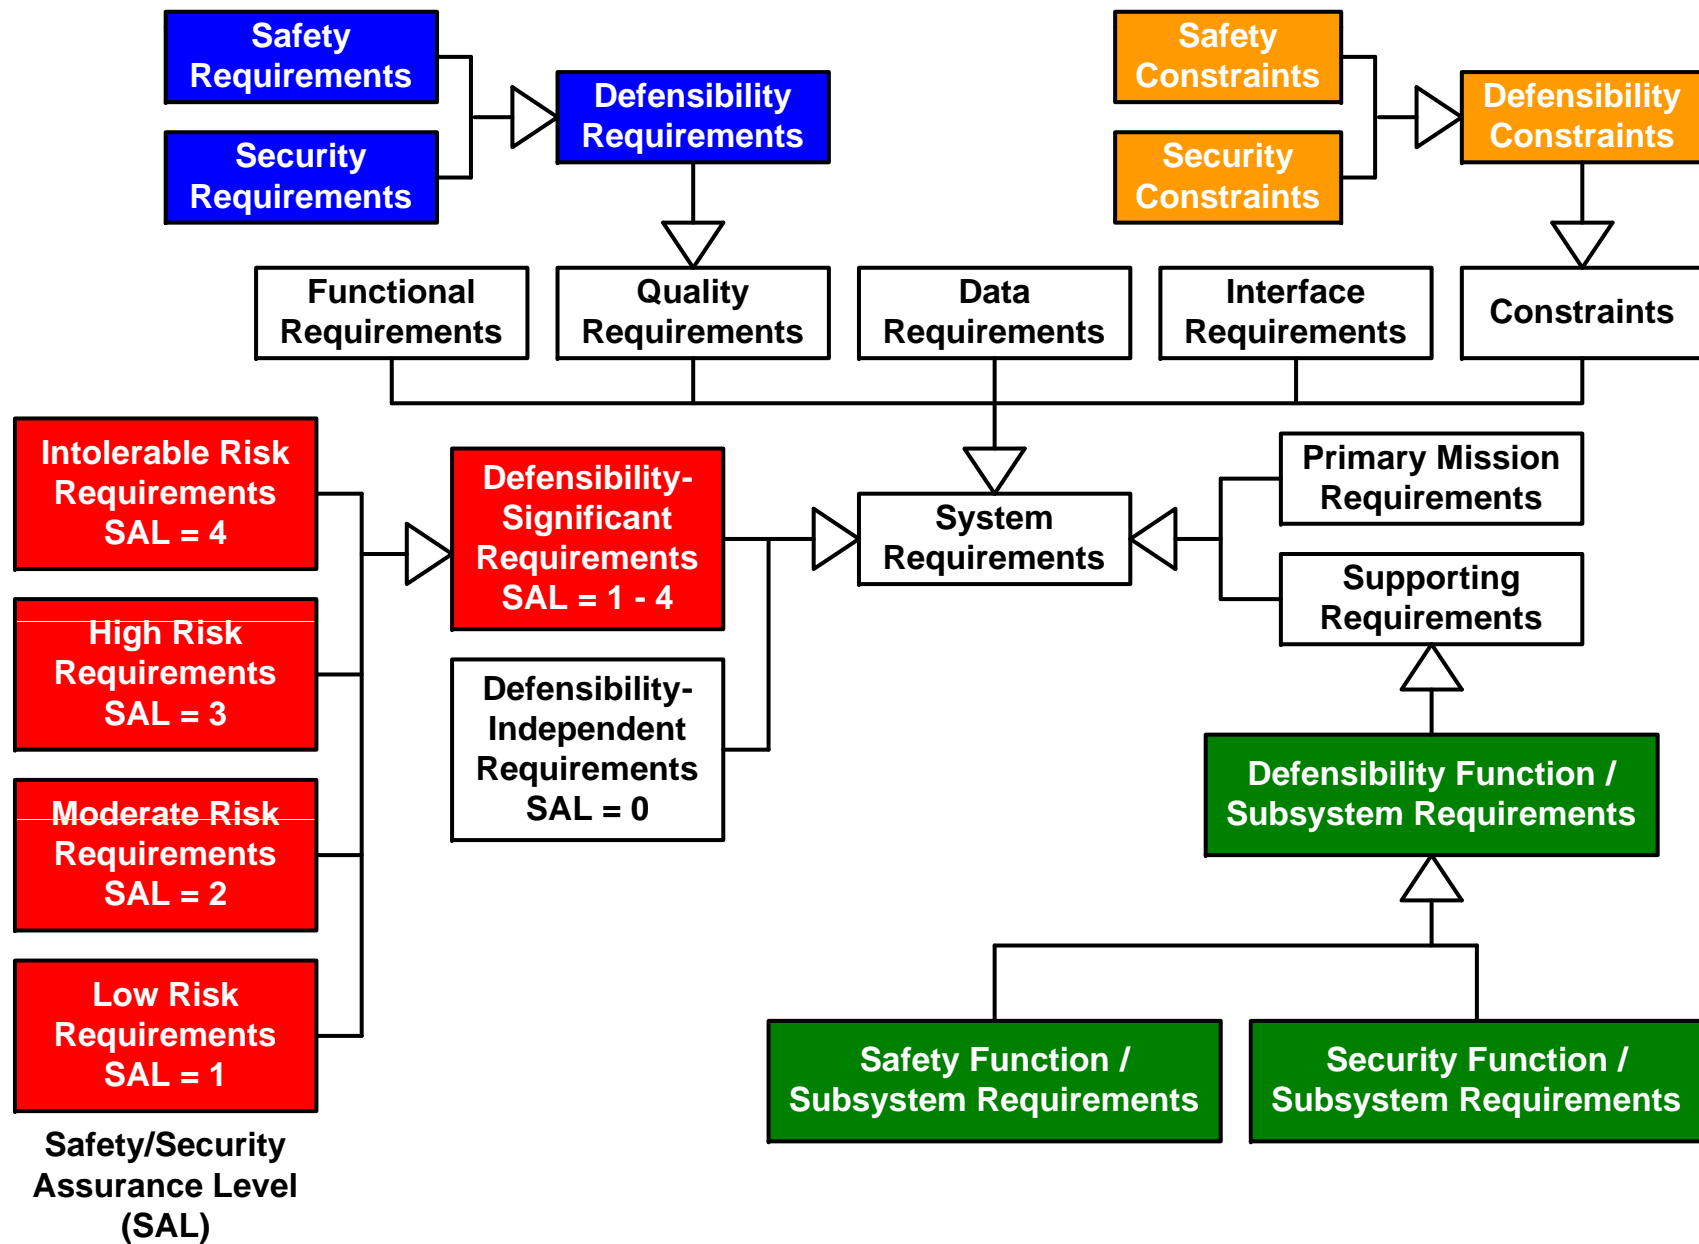 Safety
Requirements
Security
Requirements
Defensibility
Requirements
Safety
Constraints
Security
Constraints
Defensibility
Constraints
Functional
Requirements
Quality
Requirements
Data
Requirements
Interface
Requirements
Constraints
Intolerable Risk
Requirements
SAL = 4
High Risk
Requirements
SAL = 3
Moderate Risk
Requirements
SAL = 2
Low Risk
Requirements
SAL = 1
Safety/Security
Assurance Level
(SAL)
Defensibility-
Significant
Requirements
SAL = 1 - 4
Defensibility-
Independent
Requirements
SAL = 0
System
Requirements
Primary Mission
Requirements
Supporting
Requirements
Defensibility Function /
Subsystem Requirements
Safety Function /
Subsystem Requirements
Security Function /
Subsystem Requirements